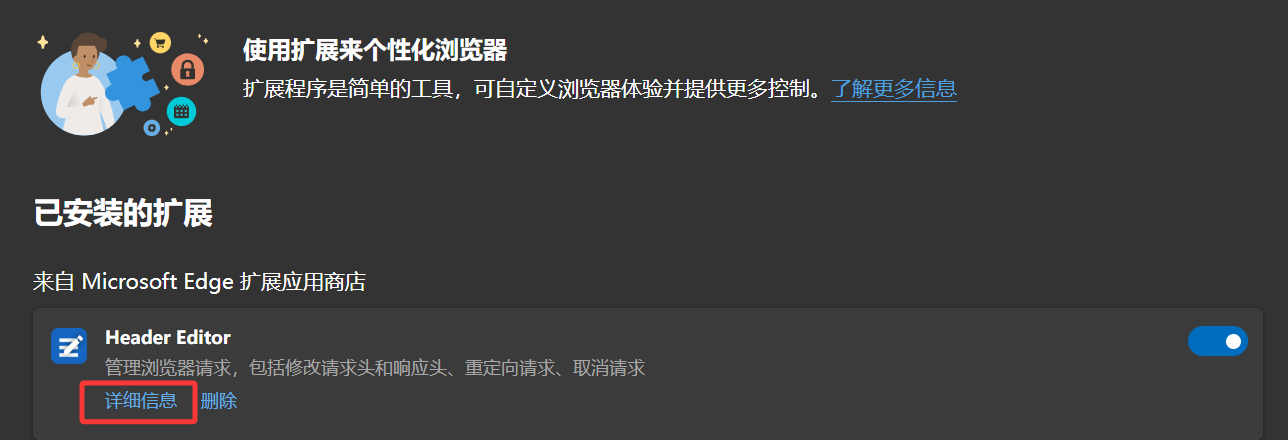 使用扩展来个性化浏览器
扩展程序是简单的工具，可自定义浏览器体验并提供更多控制。了解更多信息
已安装的扩展
来自 Microsoft Edge 扩展应用商店
Header Editor
管理浏览器请求，包括修改请求头和响应头、重定向请求、取消请求
详细信息 删除